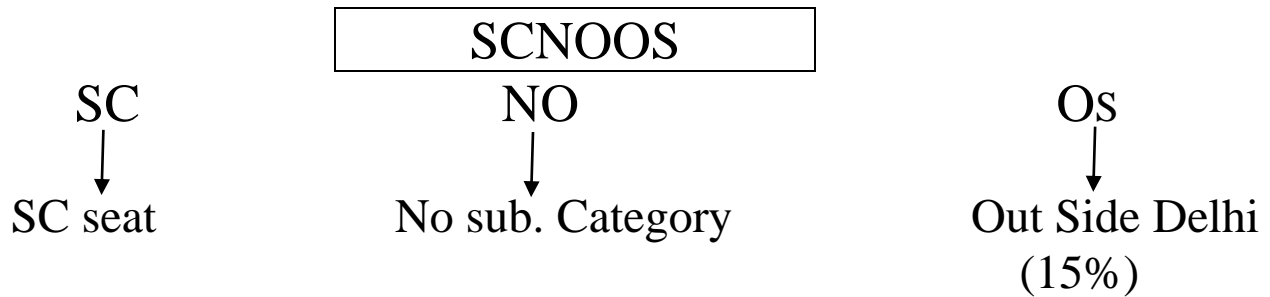 SCNOOS
SC NO Os
SC seat No sub. Category Out Side Delhi
(15%)